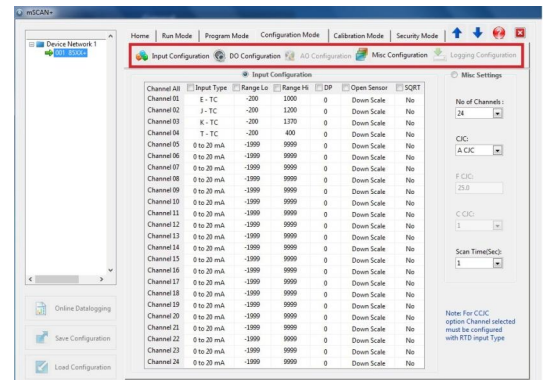 mSCAN+
Home Run Mode Program Mode Configuration Mode Calibration Mode Security Mode
Device Network 1
001 85XX+
Input Configuration DO Configuration AO Configuration Misc Configuration Logging Configuration
Input Configuration
Misc Settings
Channel All Input Type Range Lo Range Hi DP Open Sensor SQRT
Channel 01 E - TC -200 1000 0 Down Scale No
Channel 02 J - TC -200 1200 0 Down Scale No
Channel 03 K - TC -200 1370 0 Down Scale No
Channel 04 T - TC -200 400 0 Down Scale No
Channel 05 0 to 20 mA -1999 9999 0 Down Scale No
Channel 06 0 to 20 mA -1999 9999 0 Down Scale No
Channel 07 0 to 20 mA -1999 9999 0 Down Scale No
Channel 08 0 to 20 mA -1999 9999 0 Down Scale No
Channel 09 0 to 20 mA -1999 9999 0 Down Scale No
Channel 10 0 to 20 mA -1999 9999 0 Down Scale No
Channel 11 0 to 20 mA -1999 9999 0 Down Scale No
Channel 12 0 to 20 mA -1999 9999 0 Down Scale No
Channel 13 0 to 20 mA -1999 9999 0 Down Scale No
Channel 14 0 to 20 mA -1999 9999 0 Down Scale No
Channel 15 0 to 20 mA -1999 9999 0 Down Scale No
Channel 16 0 to 20 mA -1999 9999 0 Down Scale No
Channel 17 0 to 20 mA -1999 9999 0 Down Scale No
Channel 18 0 to 20 mA -1999 9999 0 Down Scale No
Channel 19 0 to 20 mA -1999 9999 0 Down Scale No
Channel 20 0 to 20 mA -1999 9999 0 Down Scale No
Channel 21 0 to 20 mA -1999 9999 0 Down Scale No
Channel 22 0 to 20 mA -1999 9999 0 Down Scale No
Channel 23 0 to 20 mA -1999 9999 0 Down Scale No
Channel 24 0 to 20 mA -1999 9999 0 Down Scale No
No of Channels :
24
CJC:
A CJC
F CJC:
25.0
C CJC:
1
Scan Time(Sec):
1
Note: For CCJC
option Channel selected
must be configured
with RTD input Type
Online Datalogging
Save Configuration
Load Configuration